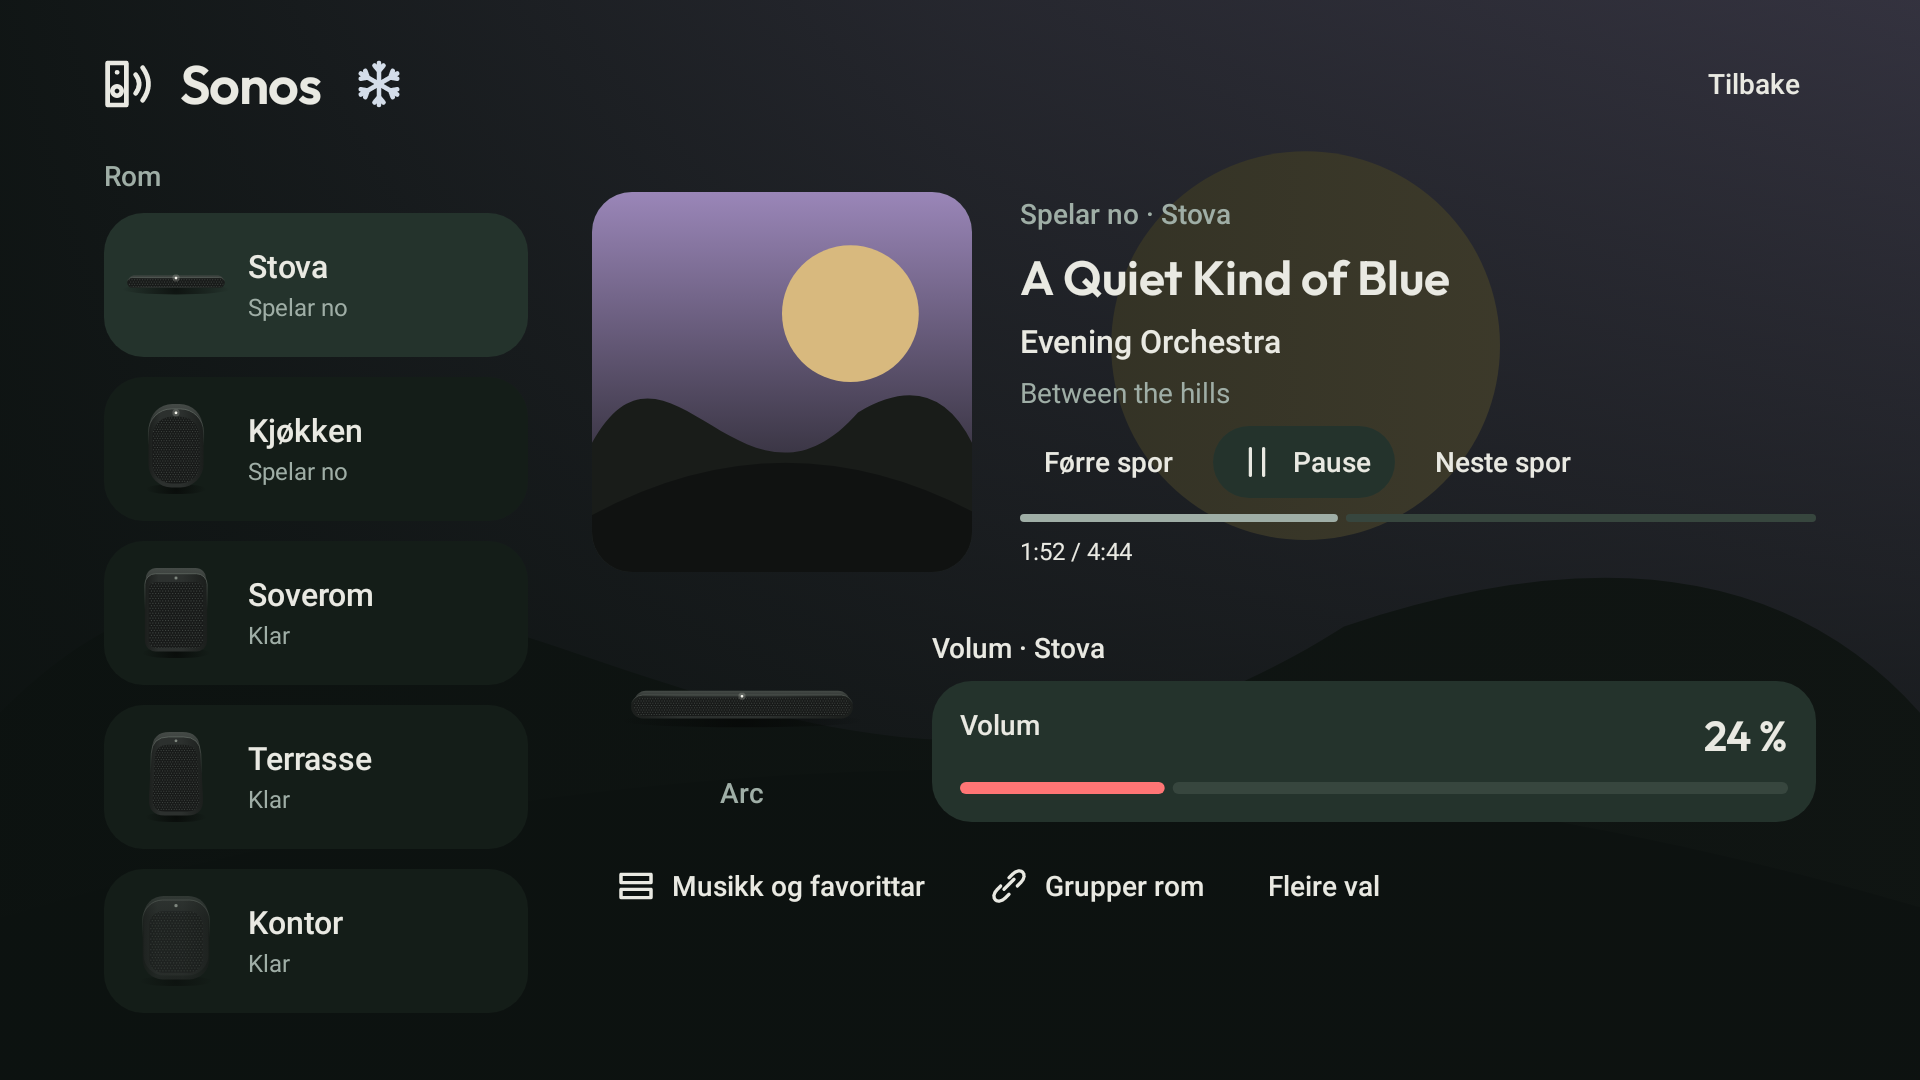 Sonos
Tilbake
Rom
Stova
Spelar no
Kjøkken
Spelar no
Soverom
Klar
Terrasse
Klar
Kontor
Klar
Spelar no · Stova
A Quiet Kind of Blue
Evening Orchestra
Between the hills
Førre spor
Pause
Neste spor
1:52 / 4:44
Arc
Volum · Stova
Volum
24 %
Musikk og favorittar
Grupper rom
Fleire val